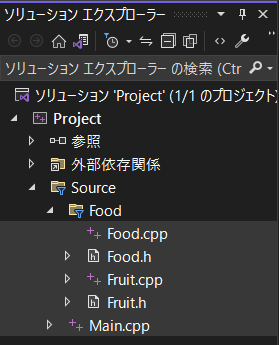 ソリューション エクスプローラー
ソリューション エクスプローラー の検索 (Ctr
ソリューション 'Project' (1/1 のプロジェクト)
Project
参照
外部依存関係
Source
Food
Food.cpp
Food.h
Fruit.cpp
Fruit.h
Main.cpp